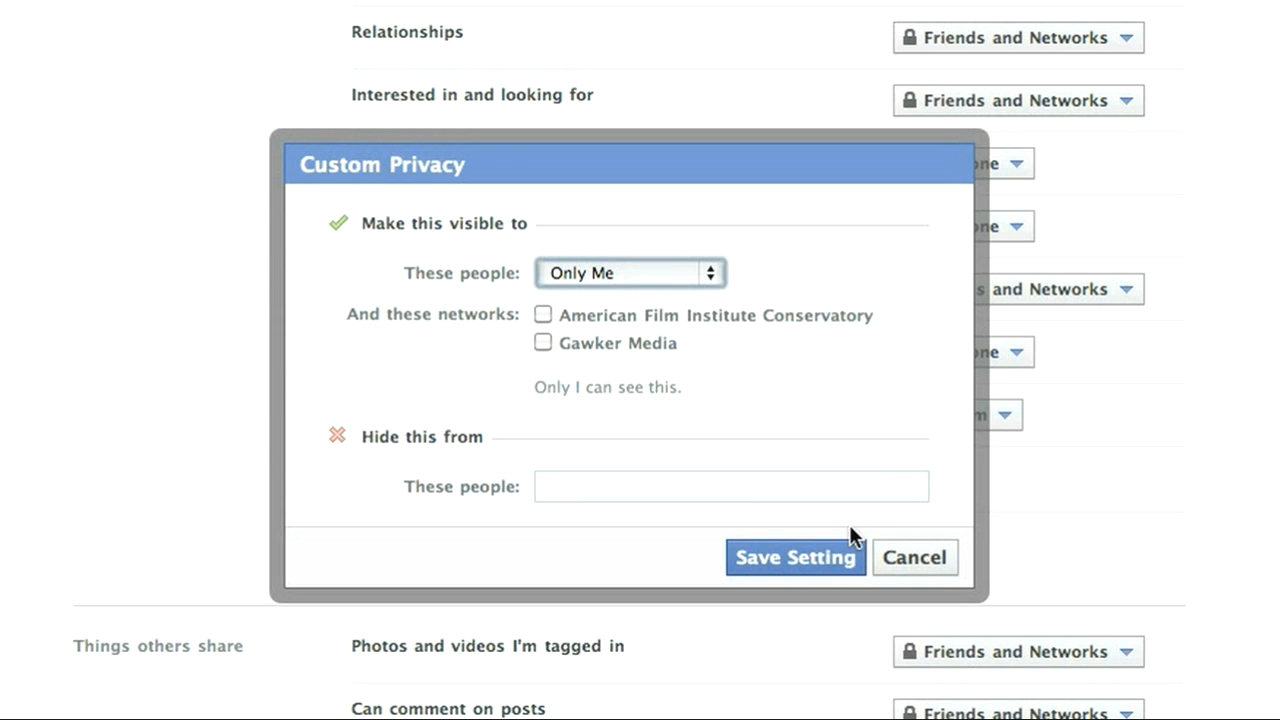 Relationships
Friends and Networks
Interested in and looking for
Friends and Networks
Custom Privacy
ne
Make this visible to
ne
These people: Only Me
s and Networks
And these networks: American Film Institute Conservatory
Gawker Media
ne
Only I can see this.
m
Hide this from
These people:
Save Setting
Cancel
Things others share
Photos and videos I'm tagged in
Friends and Networks
Can comment on posts
Friends and Networks